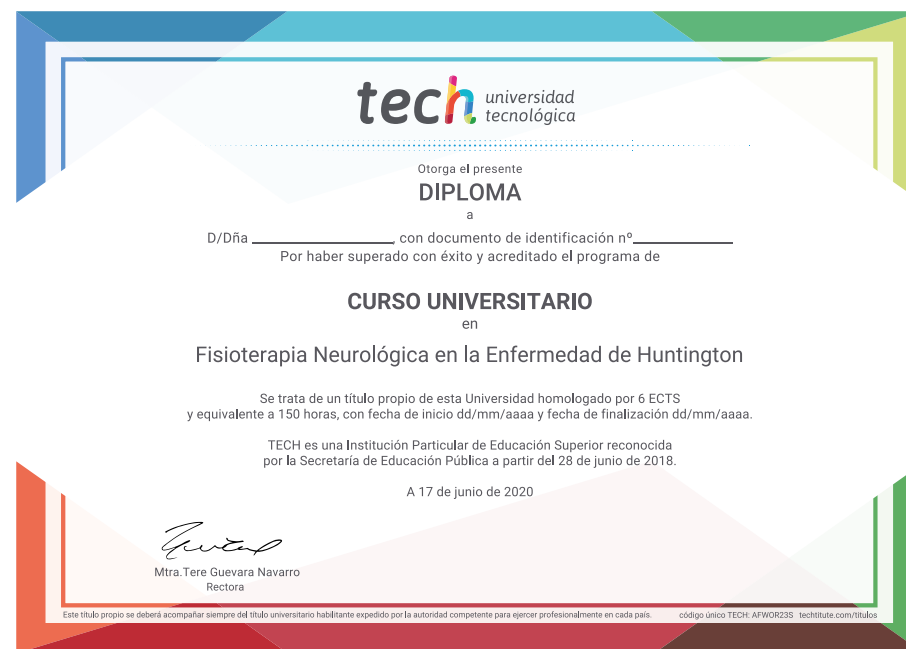 tech universidad
tecnológica
Otorga el presente
DIPLOMA
a
D/Dña ____________________, con documento de identificación nº______________
Por haber superado con éxito y acreditado el programa de
CURSO UNIVERSITARIO
en
Fisioterapia Neurológica en la Enfermedad de Huntington
Se trata de un título propio de esta Universidad homologado por 6 ECTS
y equivalente a 150 horas, con fecha de inicio dd/mm/aaaa y fecha de finalización dd/mm/aaaa.
TECH es una Institución Particular de Educación Superior reconocida
por la Secretaría de Educación Pública a partir del 28 de junio de 2018.
A 17 de junio de 2020
Mtra.Tere Guevara Navarro
Rectora
Este título propio se deberá acompañar siempre del título universitario habilitante expedido por la autoridad competente para ejercer profesionalmente en cada país. código único TECH: AFWOR23S techtitute.com/titulos